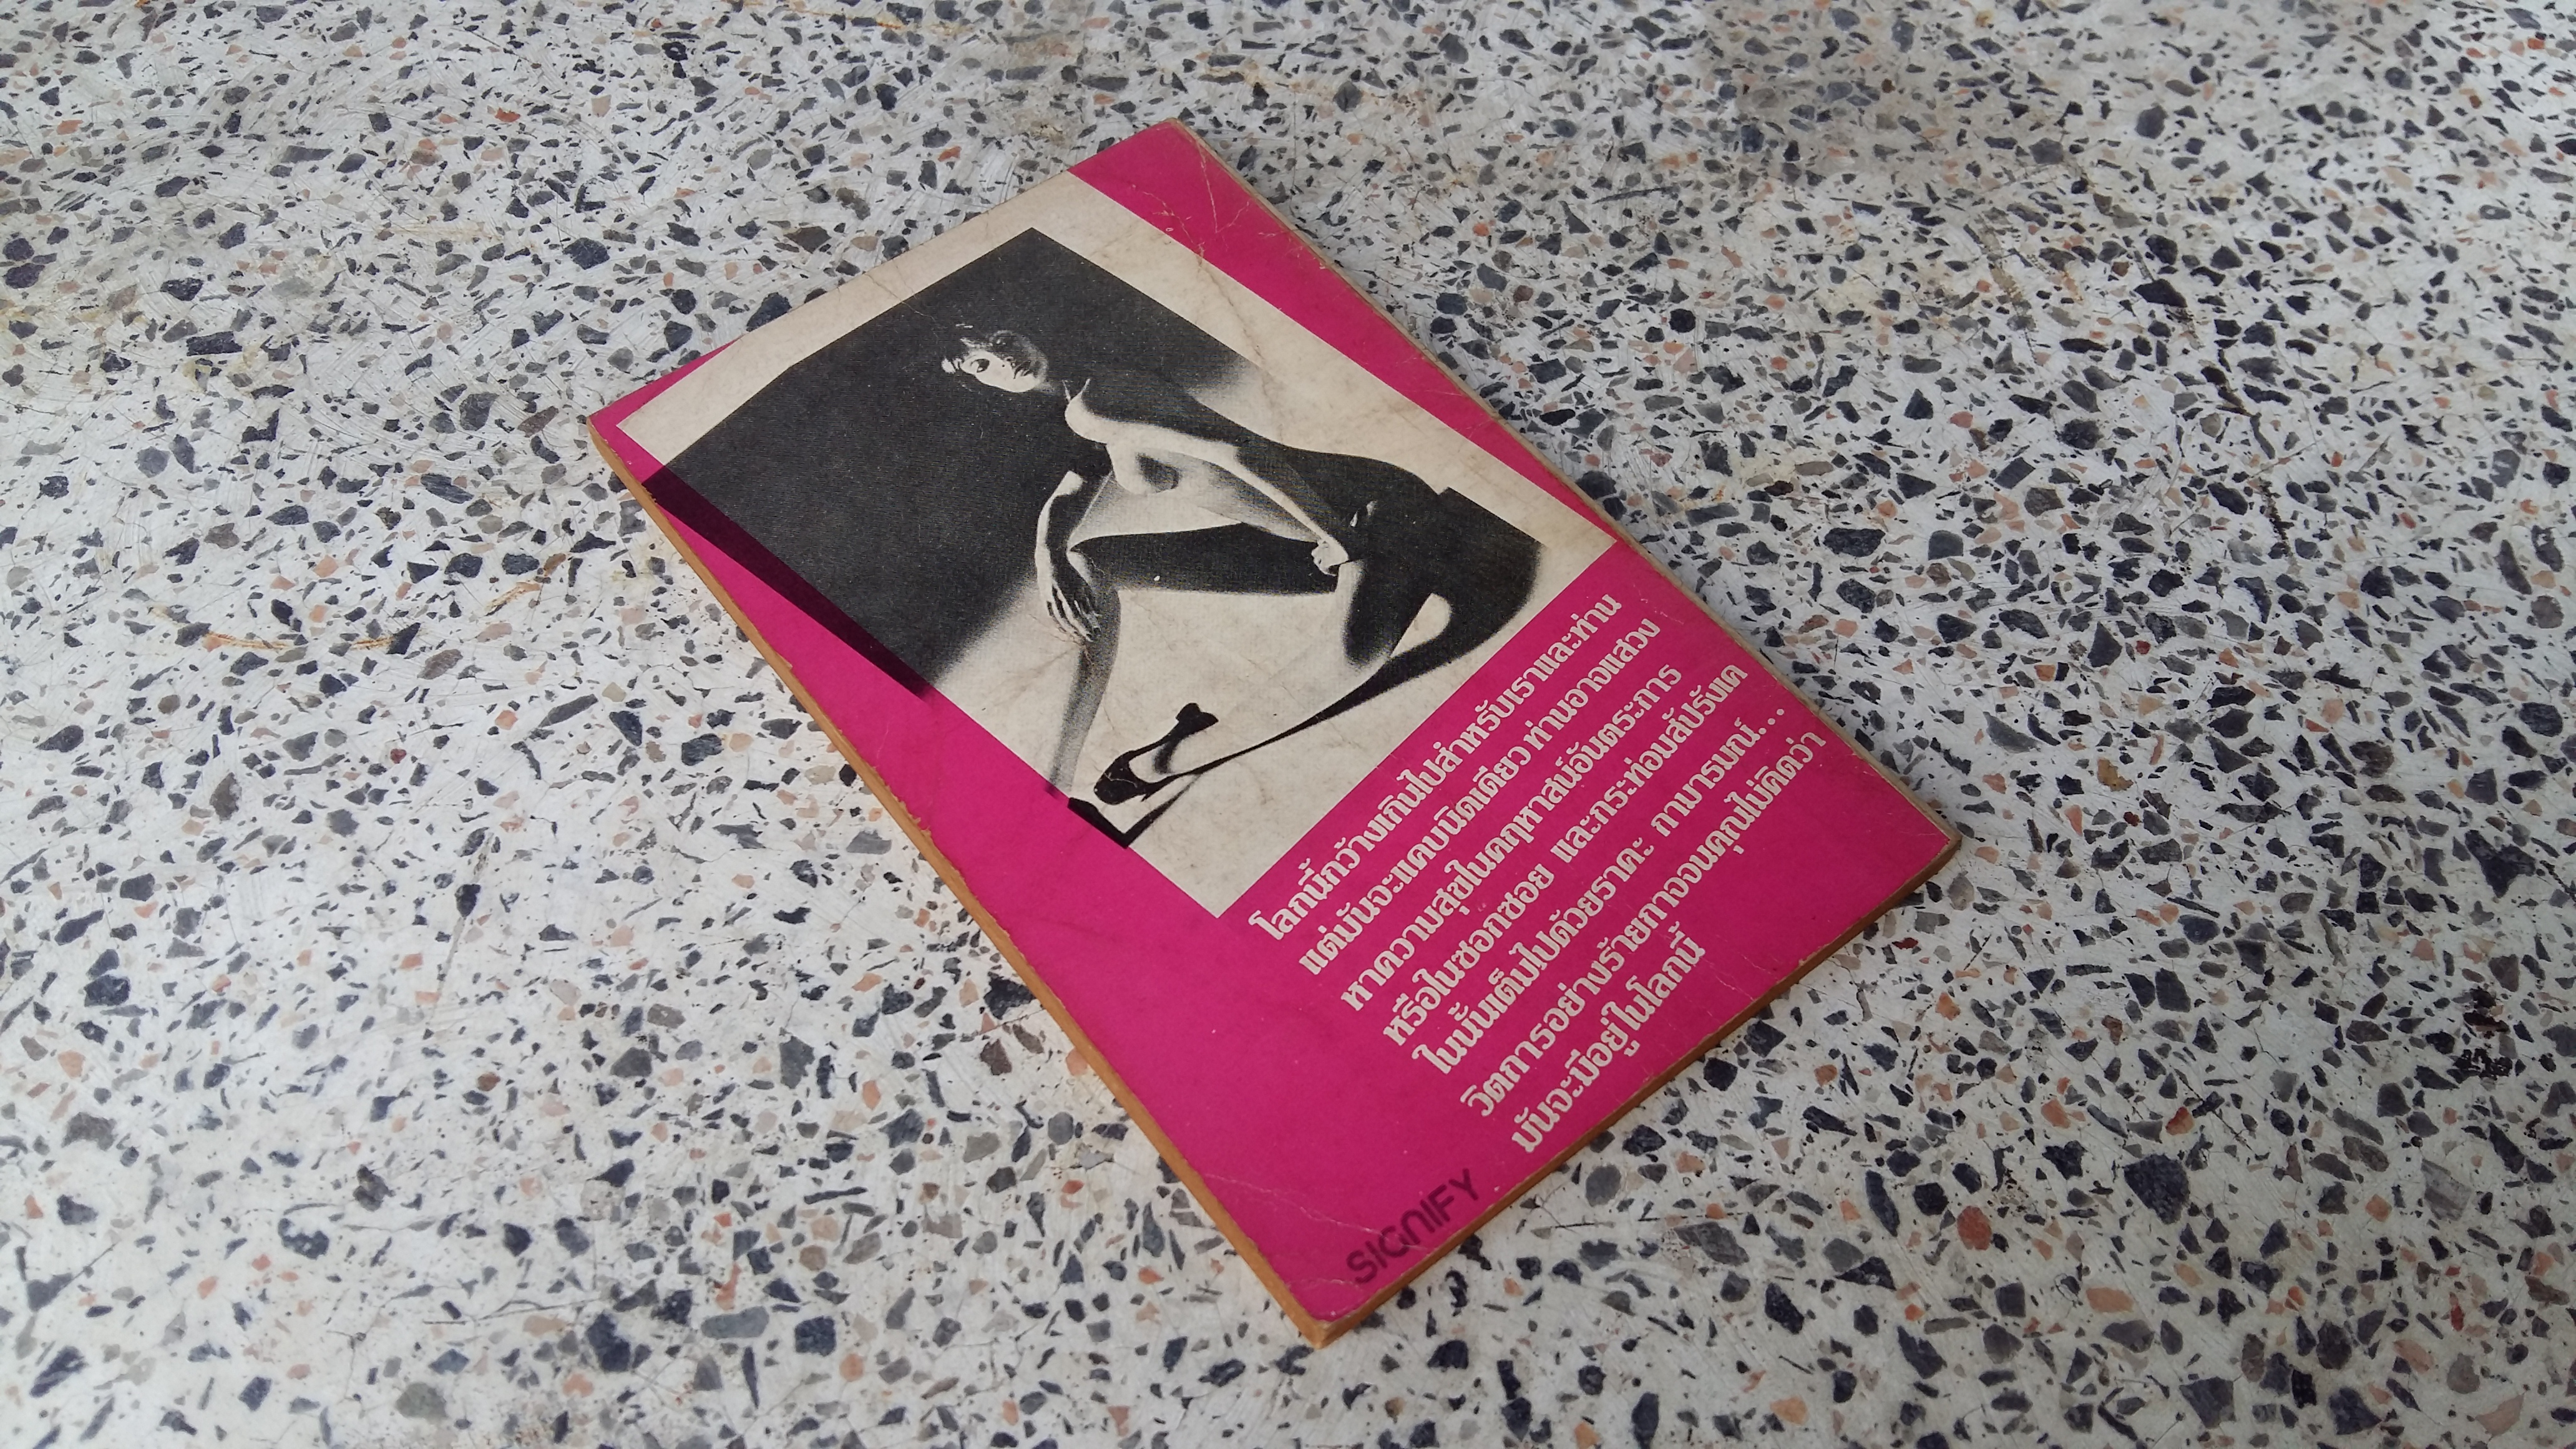 โลกนี้กว้างเกินไปสำหรับเราและท่าน
แต่มันจะแคบนิดเดียว ท่านอาจแสวง
หาความสุขในคฤหาสน์อันตระการ
หรือในซอกซอย และกระท่อมสัปรังเค
ในนั้นเต็มไปด้วยราคะ กามารมณ์...
วิตถารอย่างร้ายกาจจนคุณไม่คิดว่า
มันจะมีอยู่ในโลกนี้
SIGNIFY